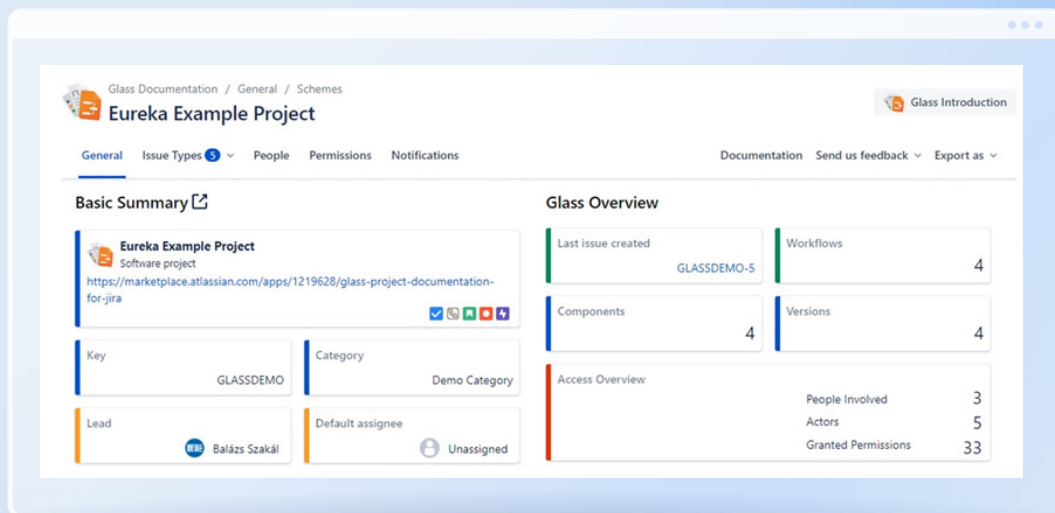 Glass Documentation / General / Schemes
Eureka Example Project
Glass Introduction
General Issue Types 5 People Permissions Notifications
Documentation Send us feedback Export as
Basic Summary
Eureka Example Project
Software project
https://marketplace.atlassian.com/apps/1219628/glass-project-documentation-
for-jira
Key
GLASSDEMO
Category
Demo Category
Lead
Balázs Szakál
Default assignee
Unassigned
Glass Overview
Last issue created
GLASSDEMO-5
Workflows
4
Components
4
Versions
4
Access Overview
People Involved 3
Actors 5
Granted Permissions 33